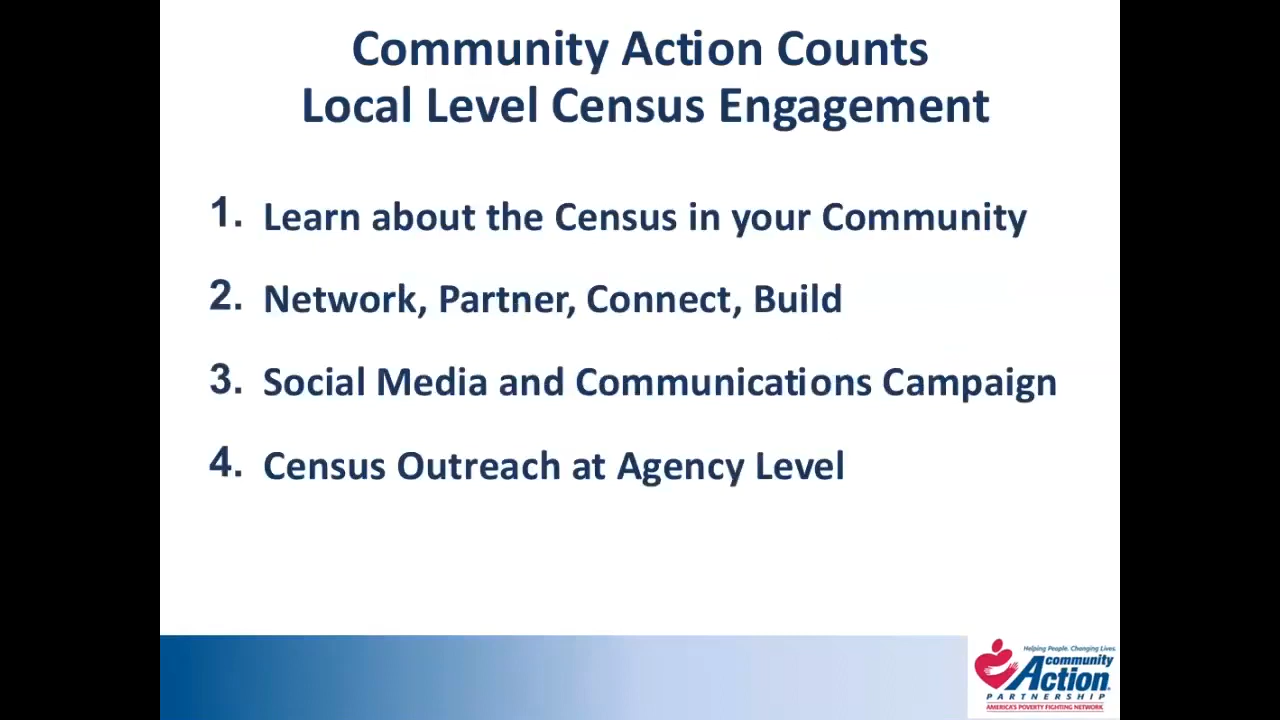 Community Action Counts
Local Level Census Engagement
1. Learn about the Census in your Community
2. Network, Partner, Connect, Build
3. Social Media and Communications Campaign
4. Census Outreach at Agency Level
Helping People. Changing Lives.
community
Action®
PARTNERSHIP
AMERICA'S POVERTY FIGHTING NETWORK